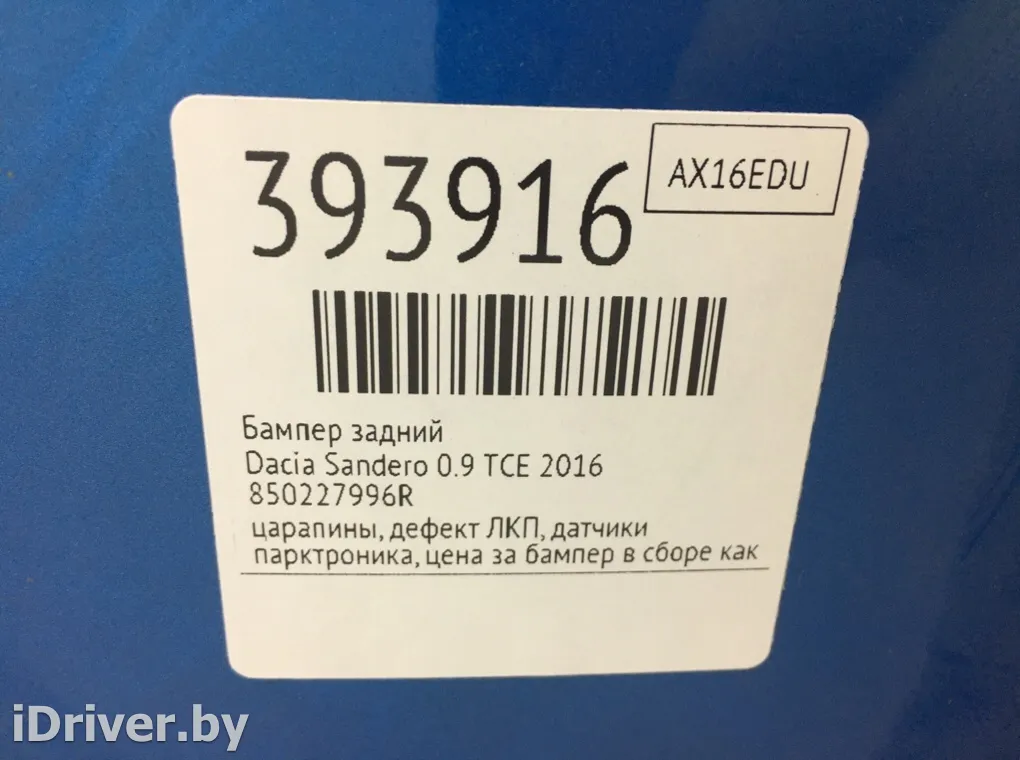 393916
AX16EDU
Бампер задний
Dacia Sandero 0.9 TCE 2016
850227996R
царапины, дефект ЛКП, датчики
парктроника, цена за бампер в сборе как
iDriver.by